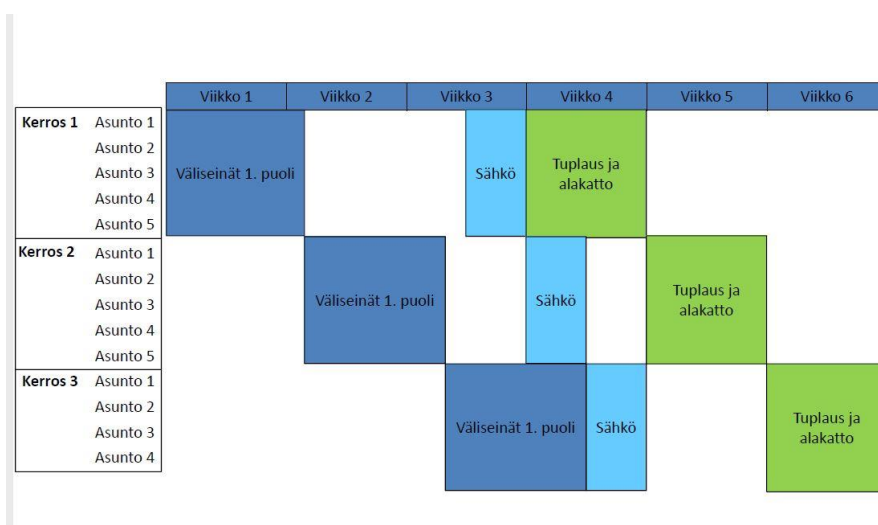 Viikko 1 Viikko 2 Viikko 3 Viikko 4 Viikko 5 Viikko 6
Kerros 1 Asunto 1
Asunto 2
Asunto 3
Asunto 4
Asunto 5
Väliseinät 1. puoli
Sähkö
Tuplaus ja
alakatto
Kerros 2 Asunto 1
Asunto 2
Asunto 3
Asunto 4
Asunto 5
Väliseinät 1. puoli
Sähkö
Tuplaus ja
alakatto
Kerros 3 Asunto 1
Asunto 2
Asunto 3
Asunto 4
Väliseinät 1. puoli
Sähkö
Tuplaus ja
alakatto